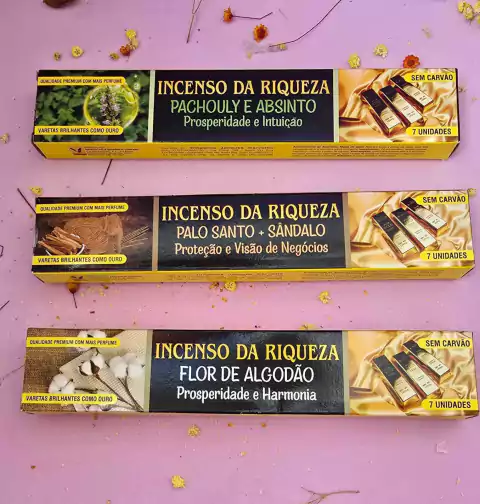 QUALIDADE PREMIUM COM MAIS PERFUME
INCENSO DA RIQUEZA
PACHOULY E ABSINTO
Prosperidade e Intuição
VARETAS BRILHANTES COMO OURO
SEM CARVÃO
7 UNIDADES
QUALIDADE PREMIUM COM MAIS PERFUME
INCENSO DA RIQUEZA
PALO SANTO + SÂNDALO
Proteção e Visão de Negócios
VARETAS BRILHANTES COMO OURO
SEM CARVÃO
7 UNIDADES
QUALIDADE PREMIUM COM MAIS PERFUME
INCENSO DA RIQUEZA
FLOR DE ALGODÃO
Prosperidade e Harmonia
VARETAS BRILHANTES COMO OURO
SEM CARVÃO
7 UNIDADES